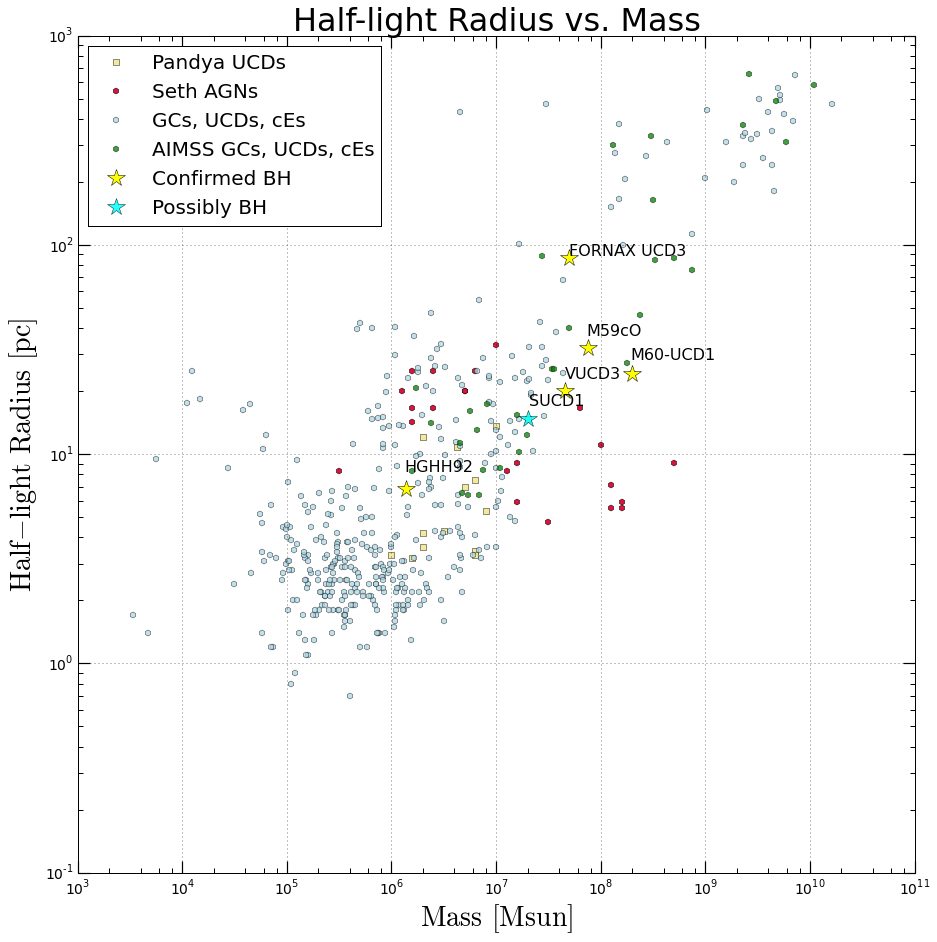 Half-light Radius vs. Mass
Pandya UCDs
Seth AGNs
GCs, UCDs, cEs
AIMSS GCs, UCDs, cEs
Confirmed BH
Possibly BH
10³
10²
10¹
10⁰
10⁻¹
Half−light Radius [pc]
FORNAX UCD3
M59cO
M60-UCD1
VUCD3
SUCD1
HGHH92
10³ 10⁴ 10⁵ 10⁶ 10⁷ 10⁸ 10⁹ 10¹⁰ 10¹¹
Mass [Msun]